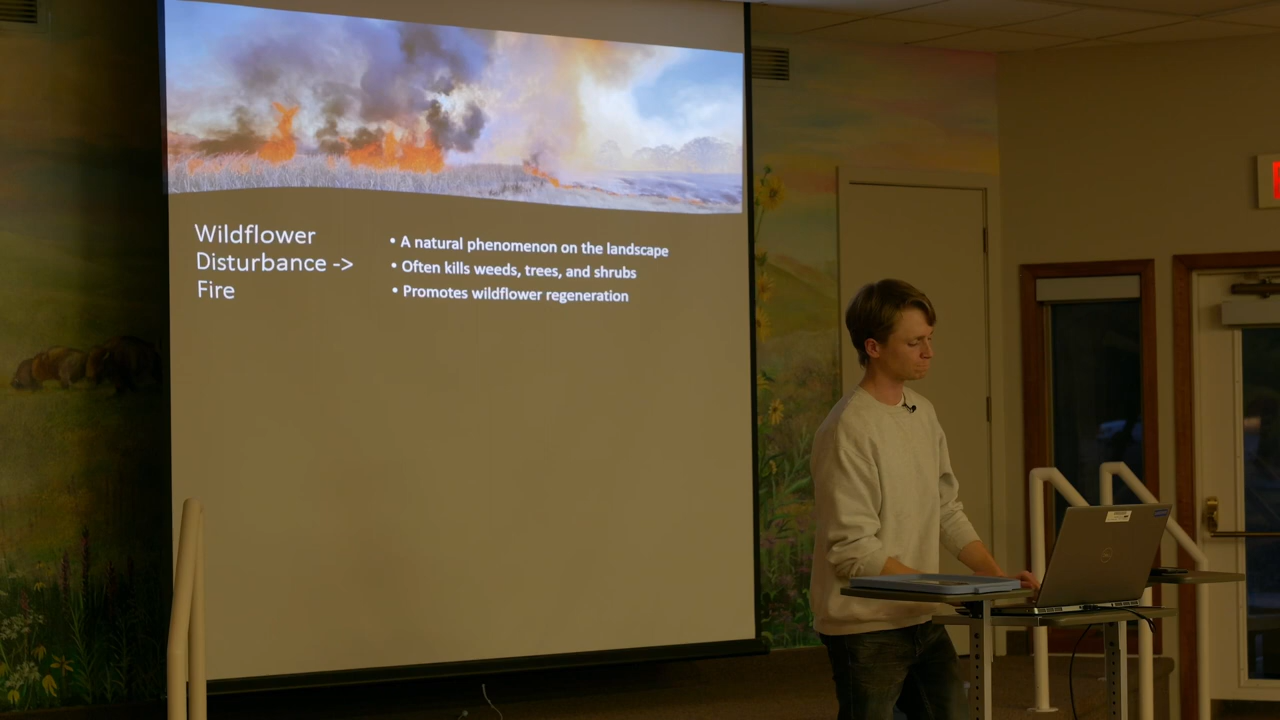 Wildflower
Disturbance ->
Fire
• A natural phenomenon on the landscape
• Often kills weeds, trees, and shrubs
• Promotes wildflower regeneration